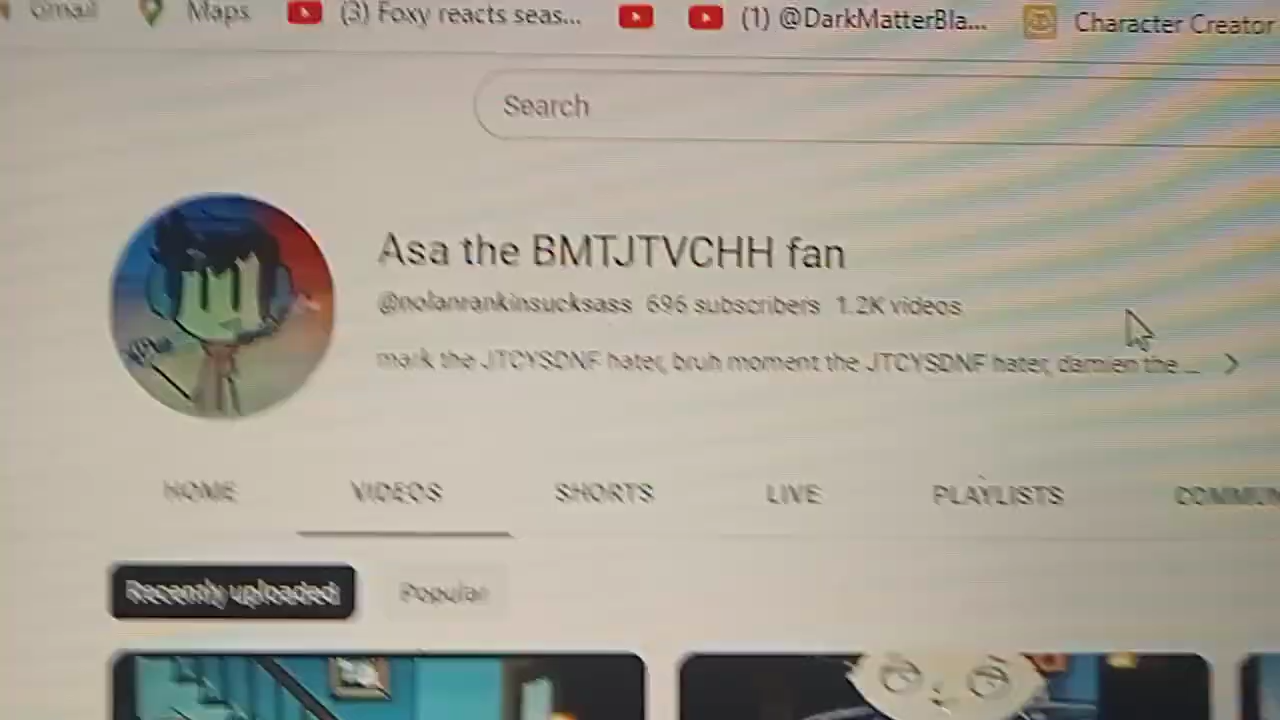 Gmail Maps (3) Foxy reacts seas... (1) @DarkMatterBla... Character Creator
Search
Asa the BMTJTVCHH fan
@nolanrankinsucksass 696 subscribers 1.2K videos
mark the JTCYSDNF hater, bruh moment the JTCYSDNF hater, damien the ...
HOME VIDEOS SHORTS LIVE PLAYLISTS COMMUN
Recently uploaded Popular